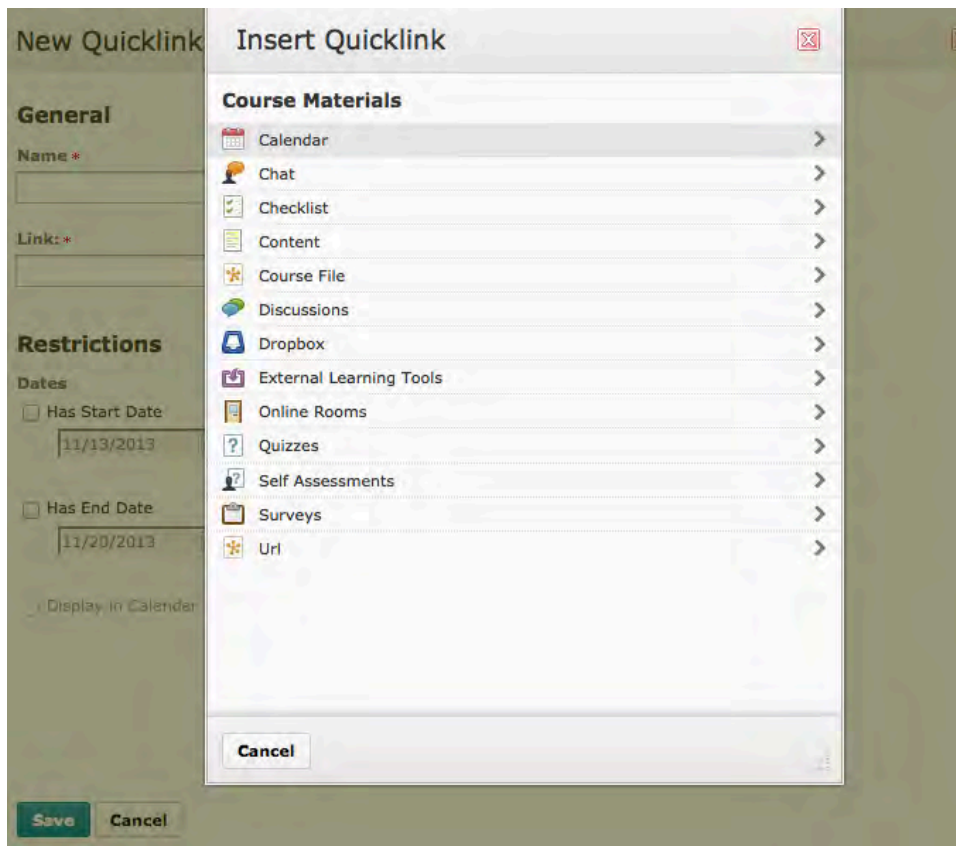 New Quicklink
Insert Quicklink
General
Name *
Link: *
Restrictions
Dates
Has Start Date
11/13/2013
Has End Date
11/20/2013
Display in Calendar
Course Materials
Calendar
Chat
Checklist
Content
Course File
Discussions
Dropbox
External Learning Tools
Online Rooms
Quizzes
Self Assessments
Surveys
Url
Cancel
Save
Cancel